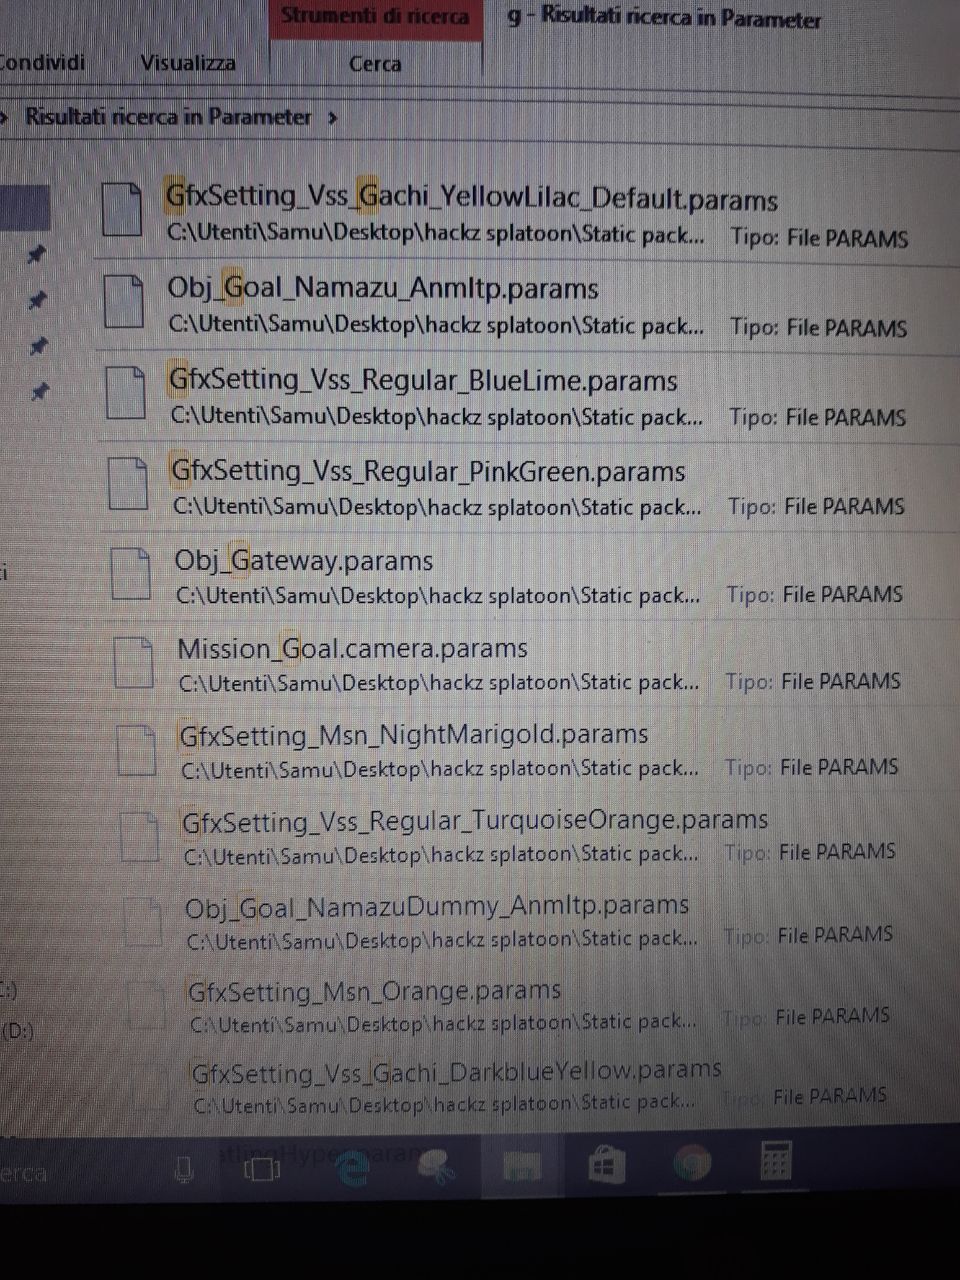 Strumenti di ricerca
g - Risultati ricerca in Parameter
Condividi Visualizza Cerca
Risultati ricerca in Parameter
GfxSetting_Vss_Gachi_YellowLilac_Default.params
C:\Utenti\Samu\Desktop\hackz splatoon\Static pack... Tipo: File PARAMS
Obj_Goal_Namazu_AnmItp.params
C:\Utenti\Samu\Desktop\hackz splatoon\Static pack... Tipo: File PARAMS
GfxSetting_Vss_Regular_BlueLime.params
C:\Utenti\Samu\Desktop\hackz splatoon\Static pack... Tipo: File PARAMS
GfxSetting_Vss_Regular_PinkGreen.params
C:\Utenti\Samu\Desktop\hackz splatoon\Static pack... Tipo: File PARAMS
Obj_Gateway.params
C:\Utenti\Samu\Desktop\hackz splatoon\Static pack... Tipo: File PARAMS
Mission_Goal.camera.params
C:\Utenti\Samu\Desktop\hackz splatoon\Static pack... Tipo: File PARAMS
GfxSetting_Msn_NightMarigold.params
C:\Utenti\Samu\Desktop\hackz splatoon\Static pack... Tipo: File PARAMS
GfxSetting_Vss_Regular_TurquoiseOrange.params
C:\Utenti\Samu\Desktop\hackz splatoon\Static pack... Tipo: File PARAMS
Obj_Goal_NamazuDummy_AnmItp.params
C:\Utenti\Samu\Desktop\hackz splatoon\Static pack... Tipo: File PARAMS
GfxSetting_Msn_Orange.params
C:\Utenti\Samu\Desktop\hackz splatoon\Static pack... Tipo: File PARAMS
(D:)
GfxSetting_Vss_Gachi_DarkblueYellow.params
C:\Utenti\Samu\Desktop\hackz splatoon\Static pack... Tipo: File PARAMS
erca